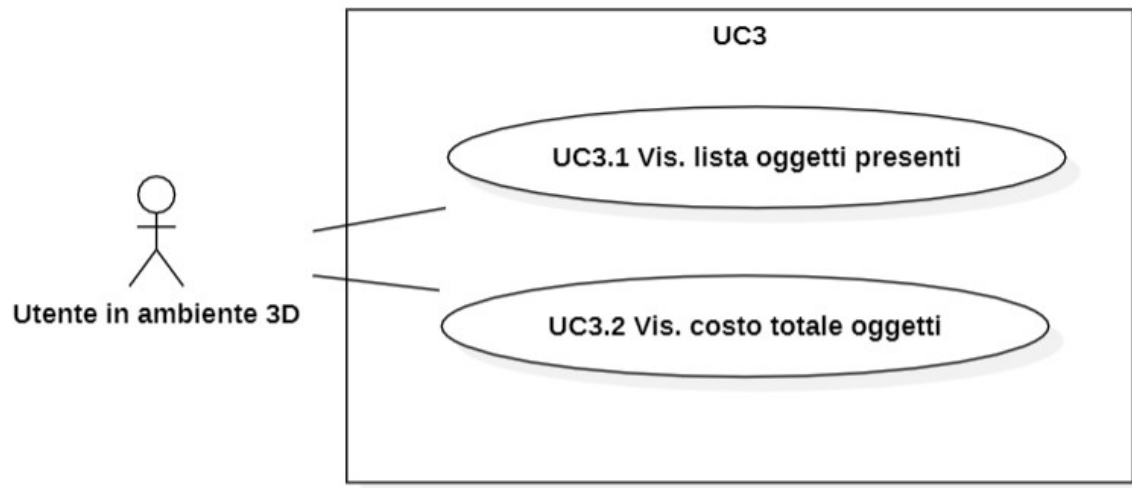 UC3
UC3.1 Vis. lista oggetti presenti
Utente in ambiente 3D
UC3.2 Vis. costo totale oggetti